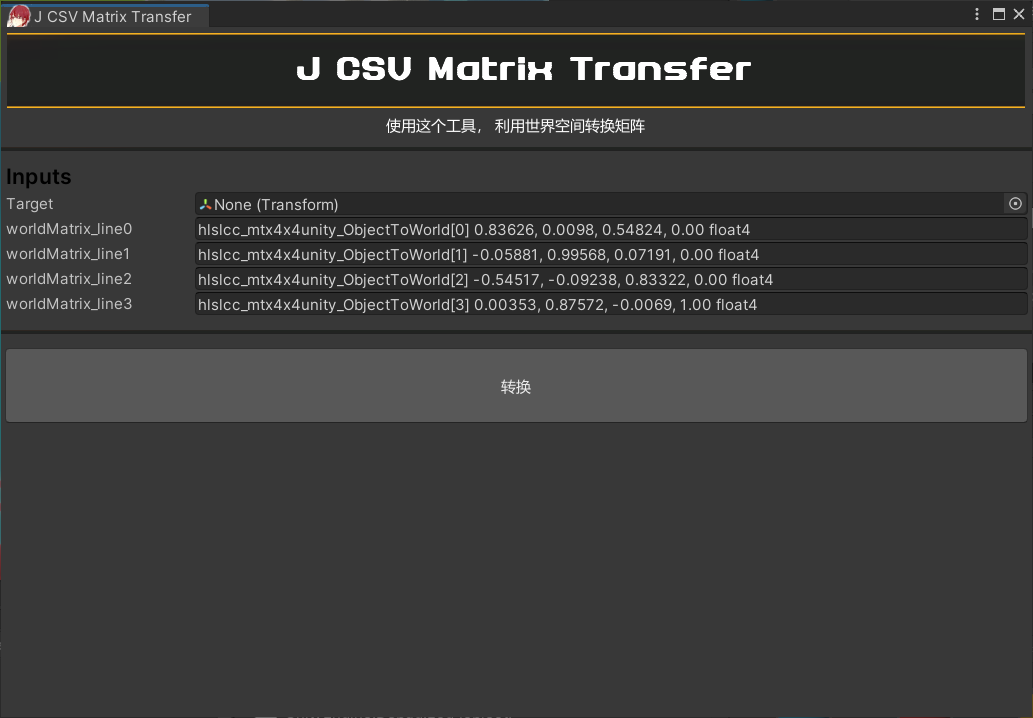 J CSV Matrix Transfer
J CSV Matrix Transfer
使用这个工具， 利用世界空间转换矩阵
Inputs
Target None (Transform)
worldMatrix_line0 hlslcc_mtx4x4unity_ObjectToWorld[0] 0.83626, 0.0098, 0.54824, 0.00 float4
worldMatrix_line1 hlslcc_mtx4x4unity_ObjectToWorld[1] -0.05881, 0.99568, 0.07191, 0.00 float4
worldMatrix_line2 hlslcc_mtx4x4unity_ObjectToWorld[2] -0.54517, -0.09238, 0.83322, 0.00 float4
worldMatrix_line3 hlslcc_mtx4x4unity_ObjectToWorld[3] 0.00353, 0.87572, -0.0069, 1.00 float4
转换